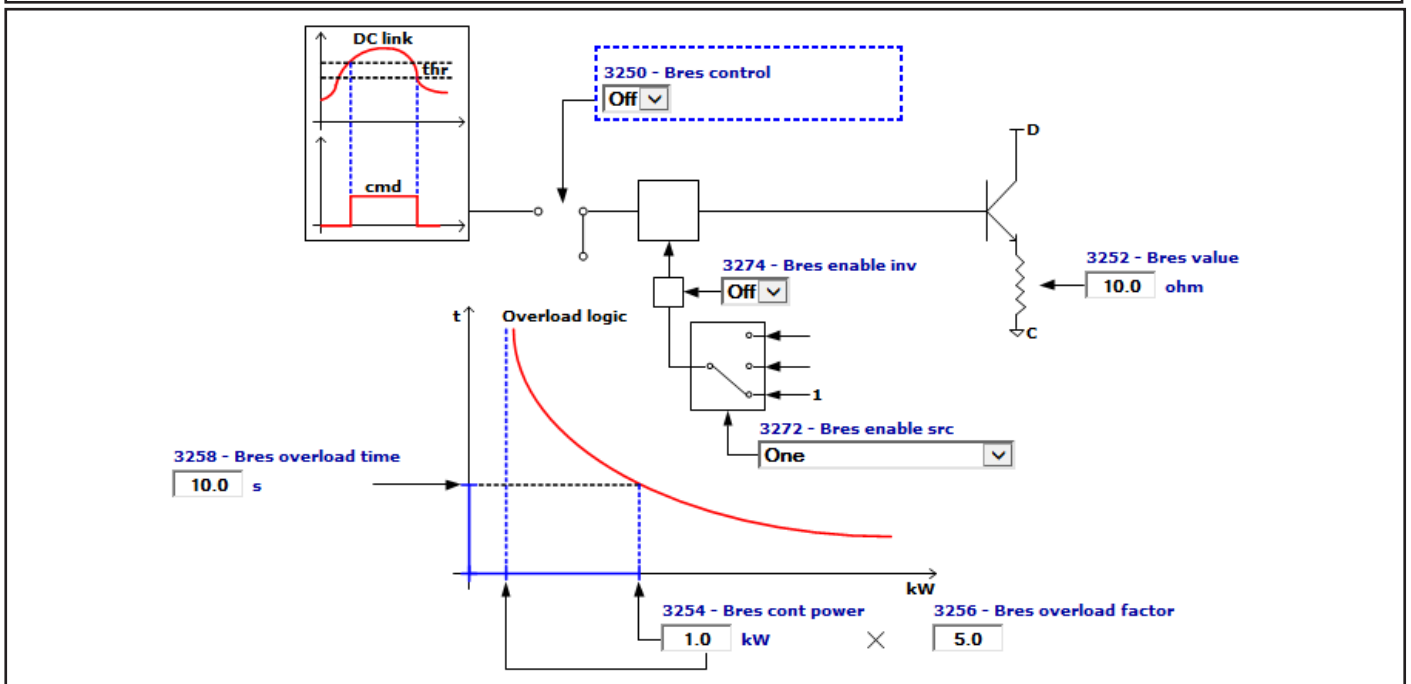 DC link
thr
cmd
3250 - Bres control
Off
D
3274 - Bres enable inv
Off
3252 - Bres value
10.0 ohm
C
t
Overload logic
1
3272 - Bres enable src
One
3258 - Bres overload time
10.0 s
kW
3254 - Bres cont power
1.0 kW
3256 - Bres overload factor
5.0